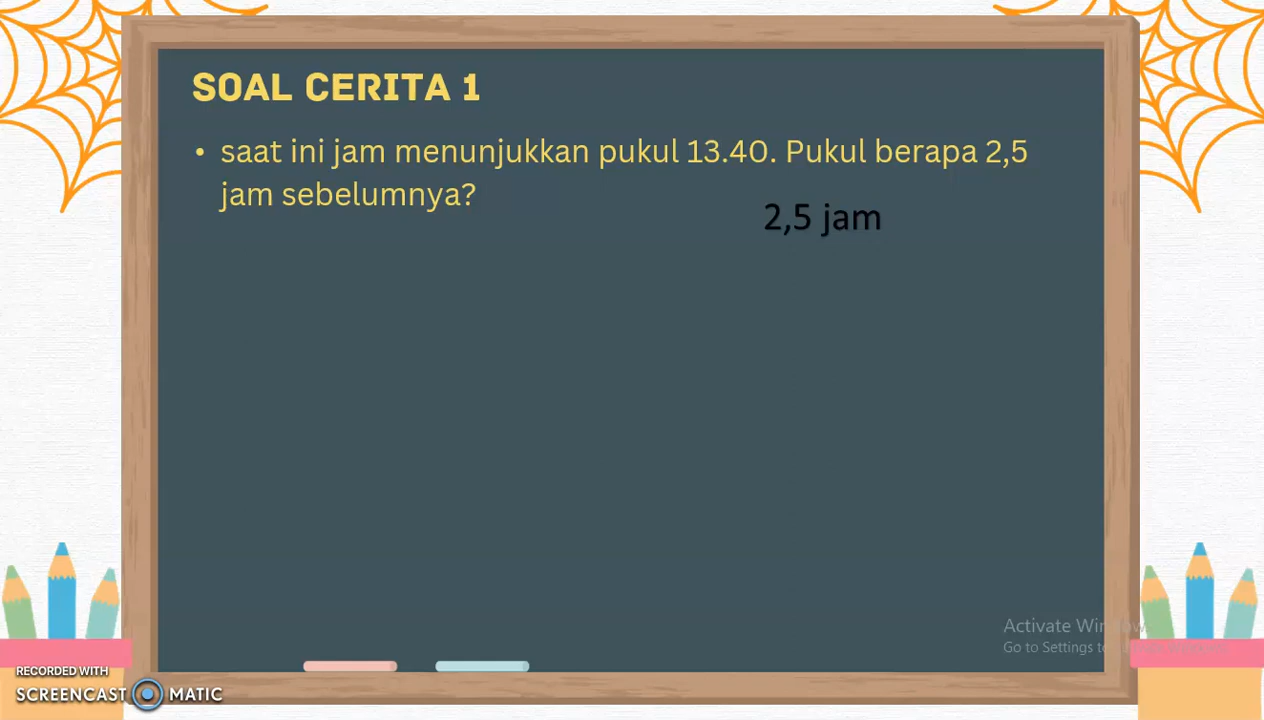 SOAL CERITA 1
• saat ini jam menunjukkan pukul 13.40. Pukul berapa 2,5
jam sebelumnya?
2,5 jam
Activate Window
Go to Settings to
RECORDED WITH
SCREENCAST MATIC